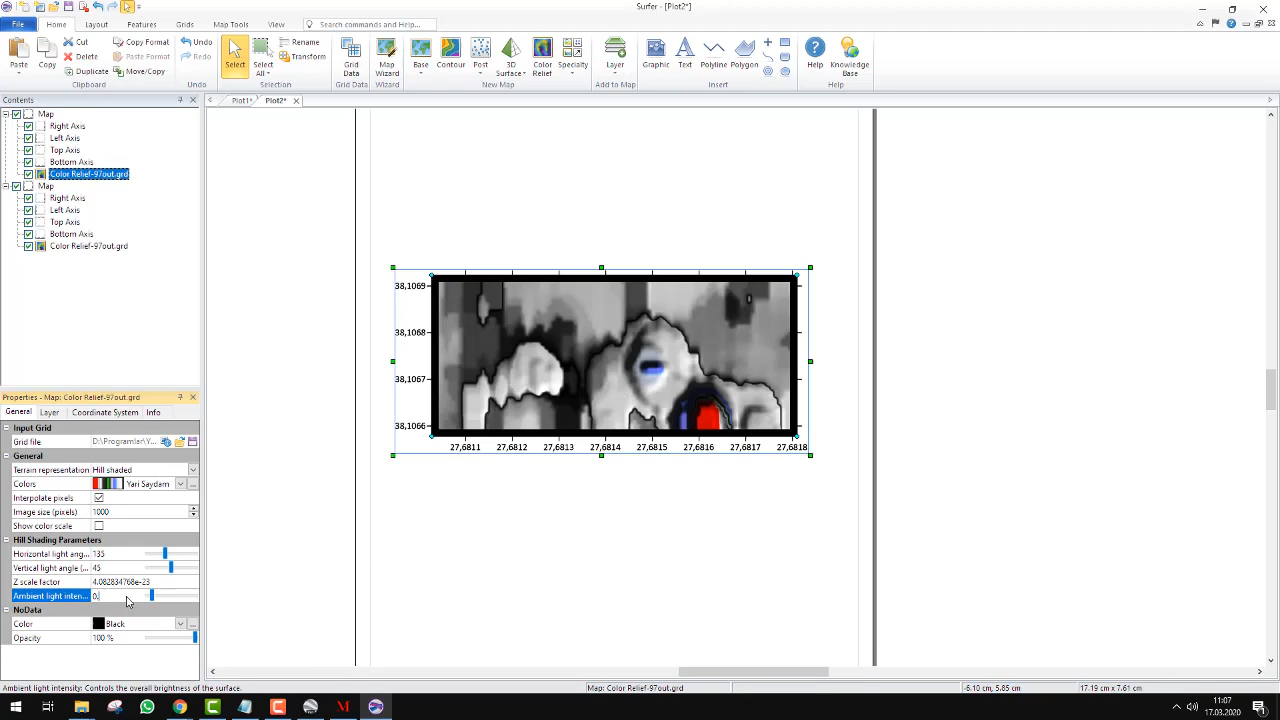 Surfer - [Plot2*]
File Home Layout Features Grids Map Tools View Search commands and Help...
Paste
Copy
Cut
Delete
Duplicate
Copy Format
Paste Format
Move/Copy
Clipboard
Undo
Redo
Undo
Select
Select All
Rename
Transform
Selection
Grid Data
Grid Data
Map Wizard
Wizard
Base
Contour
Post
3D Surface
Color Relief
Specialty
New Map
Layer
Add to Map
Graphic
Text
Polyline
Polygon
Insert
Help
Knowledge Base
Help
Contents
Plot1*
Plot2*
Map
Right Axis
Left Axis
Top Axis
Bottom Axis
Color Relief-97out.grd
Map
Right Axis
Left Axis
Top Axis
Bottom Axis
Color Relief-97out.grd
38,1069
38,1068
38,1067
38,1066
27,6811 27,6812 27,6813 27,6814 27,6815 27,6816 27,6817 27,6818
Properties - Map: Color Relief-97out.grd
General Layer Coordinate System Info
Input Grid
Grid file D:\Programlar\Y...
General
Terrain representation Hill shaded
Colors Yari Saydam
Interpolate pixels
Image size (pixels) 1000
Show color scale
Hill Shading Parameters
Horizontal light ang... 135
Vertical light angle (... 45
Z scale factor 4.082834768e-23
Ambient light inten... 0.
NoData
Color Black
Opacity 100 %
Ambient light intensity: Controls the overall brightness of the surface.
Map: Color Relief-97out.grd
-6.10 cm, 5.85 cm
17.19 cm x 7.61 cm
11:07
17.03.2020